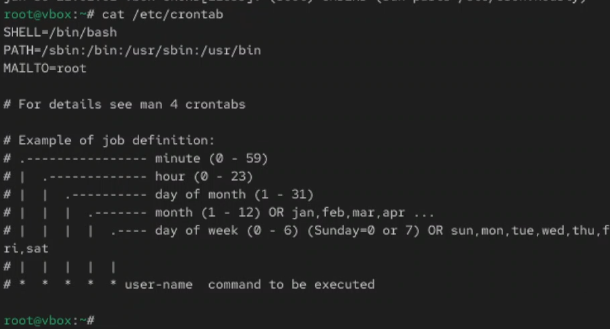 root@vbox:~# cat /etc/crontab
SHELL=/bin/bash
PATH=/sbin:/bin:/usr/sbin:/usr/bin
MAILTO=root

# For details see man 4 crontabs

# Example of job definition:
# .---------------- minute (0 - 59)
# |  .------------- hour (0 - 23)
# |  |  .---------- day of month (1 - 31)
# |  |  |  .------- month (1 - 12) OR jan,feb,mar,apr ...
# |  |  |  |  .---- day of week (0 - 6) (Sunday=0 or 7) OR sun,mon,tue,wed,thu,f
ri,sat
# |  |  |  |  |
# *  *  *  *  * user-name  command to be executed

root@vbox:~#